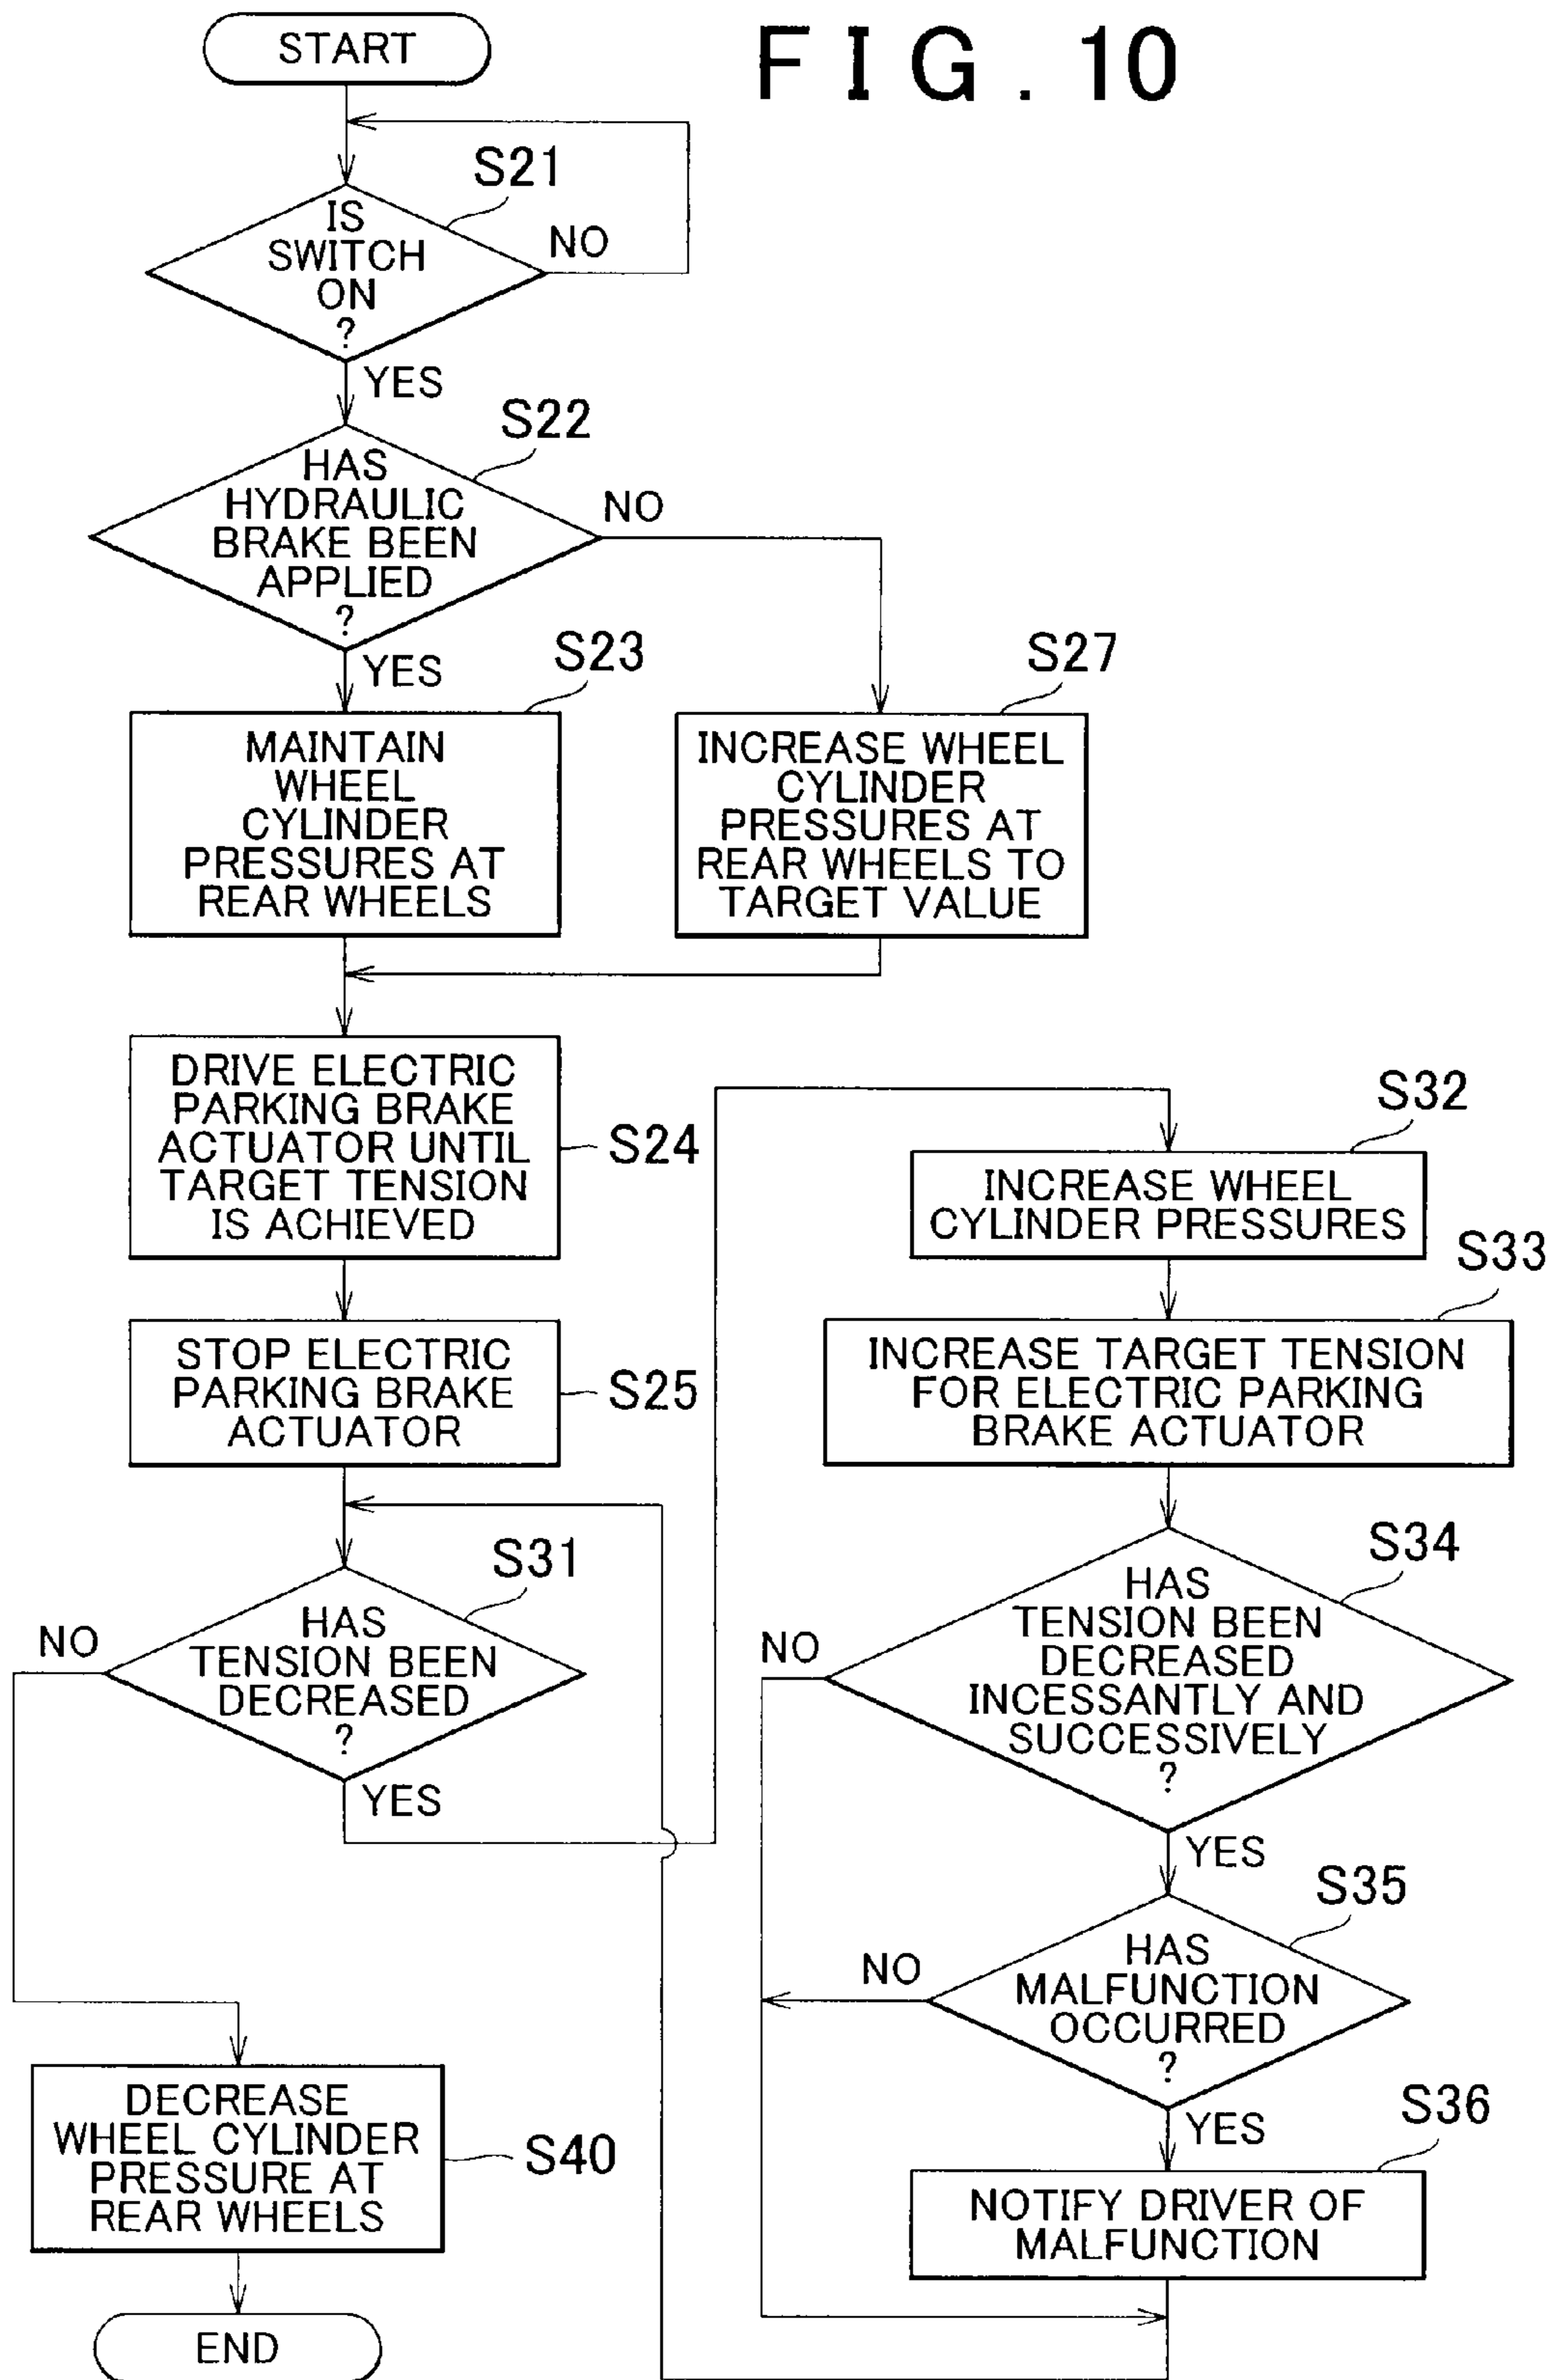 FIG. 10
START
S21
IS
SWITCH
ON
?
NO
YES
S22
HAS
HYDRAULIC
BRAKE BEEN
APPLIED
?
NO
YES
S23
MAINTAIN
WHEEL
CYLINDER
PRESSURES AT
REAR WHEELS
S27
INCREASE WHEEL
CYLINDER
PRESSURES AT
REAR WHEELS TO
TARGET VALUE
DRIVE ELECTRIC
PARKING BRAKE
ACTUATOR UNTIL
TARGET TENSION
IS ACHIEVED
S24
STOP ELECTRIC
PARKING BRAKE
ACTUATOR
S25
S31
HAS
TENSION BEEN
DECREASED
?
NO
YES
S32
INCREASE WHEEL
CYLINDER PRESSURES
S33
INCREASE TARGET TENSION
FOR ELECTRIC PARKING
BRAKE ACTUATOR
S34
HAS
TENSION BEEN
DECREASED
INCESSANTLY AND
SUCCESSIVELY
?
NO
YES
S35
HAS
MALFUNCTION
OCCURRED
?
NO
YES
S36
NOTIFY DRIVER OF
MALFUNCTION
DECREASE
WHEEL CYLINDER
PRESSURE AT
REAR WHEELS
S40
END